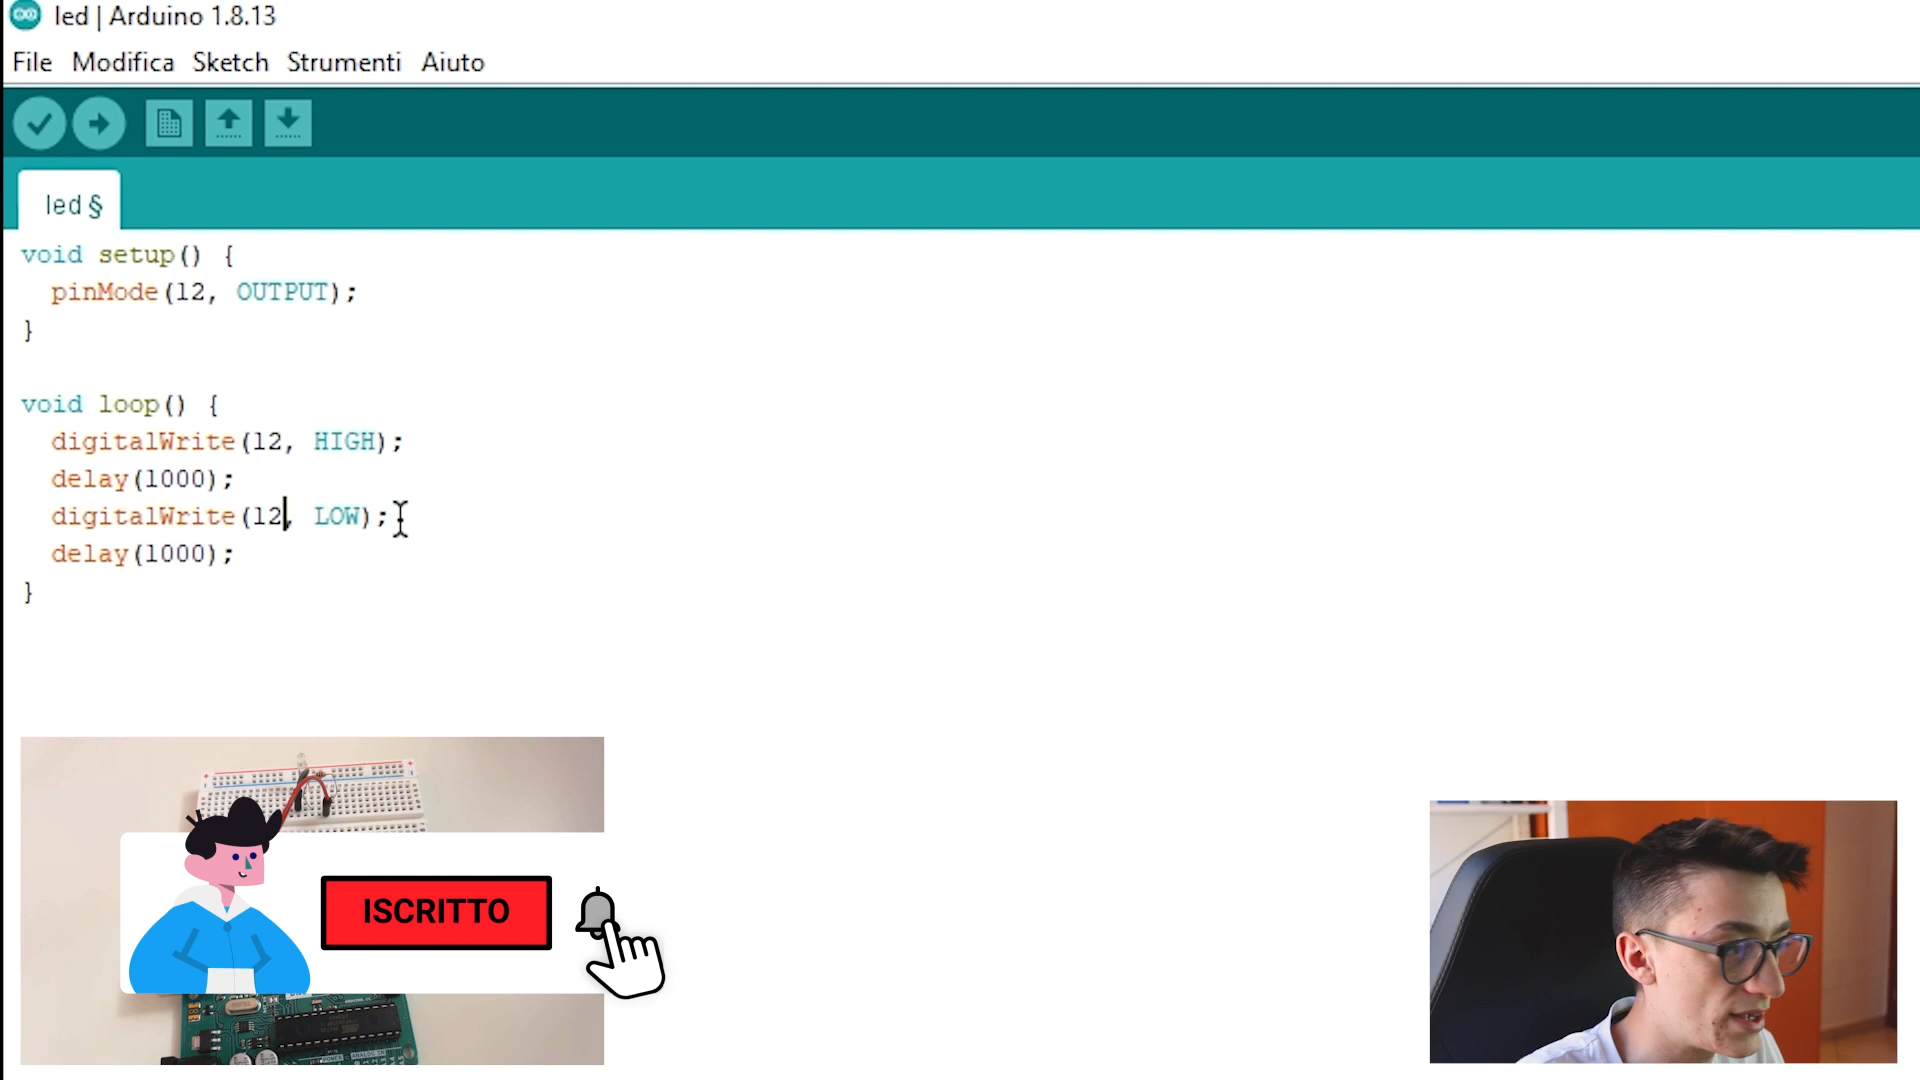 led | Arduino 1.8.13
File Modifica Sketch Strumenti Aiuto
led §
void setup() {
pinMode(12, OUTPUT);
}
void loop() {
digitalWrite(12, HIGH);
delay(1000);
digitalWrite(12, LOW);
delay(1000);
}
ISCRITTO